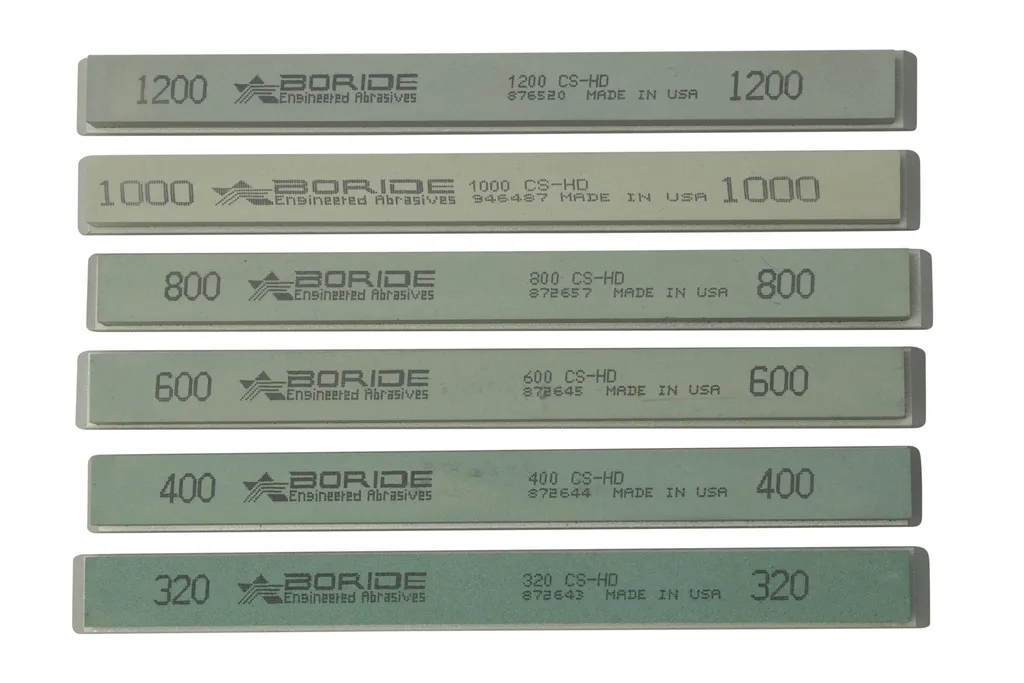 1200 BORIDE 1200 CS-HD 1200
Engineered Abrasives 876520 MADE IN USA
1000 BORIDE 1000 CS-HD 1000
Engineered Abrasives 946487 MADE IN USA
800 BORIDE 800 CS-HD 800
Engineered Abrasives 872657 MADE IN USA
600 BORIDE 600 CS-HD 600
Engineered Abrasives 872645 MADE IN USA
400 BORIDE 400 CS-HD 400
Engineered Abrasives 872644 MADE IN USA
320 BORIDE 320 CS-HD 320
Engineered Abrasives 872643 MADE IN USA